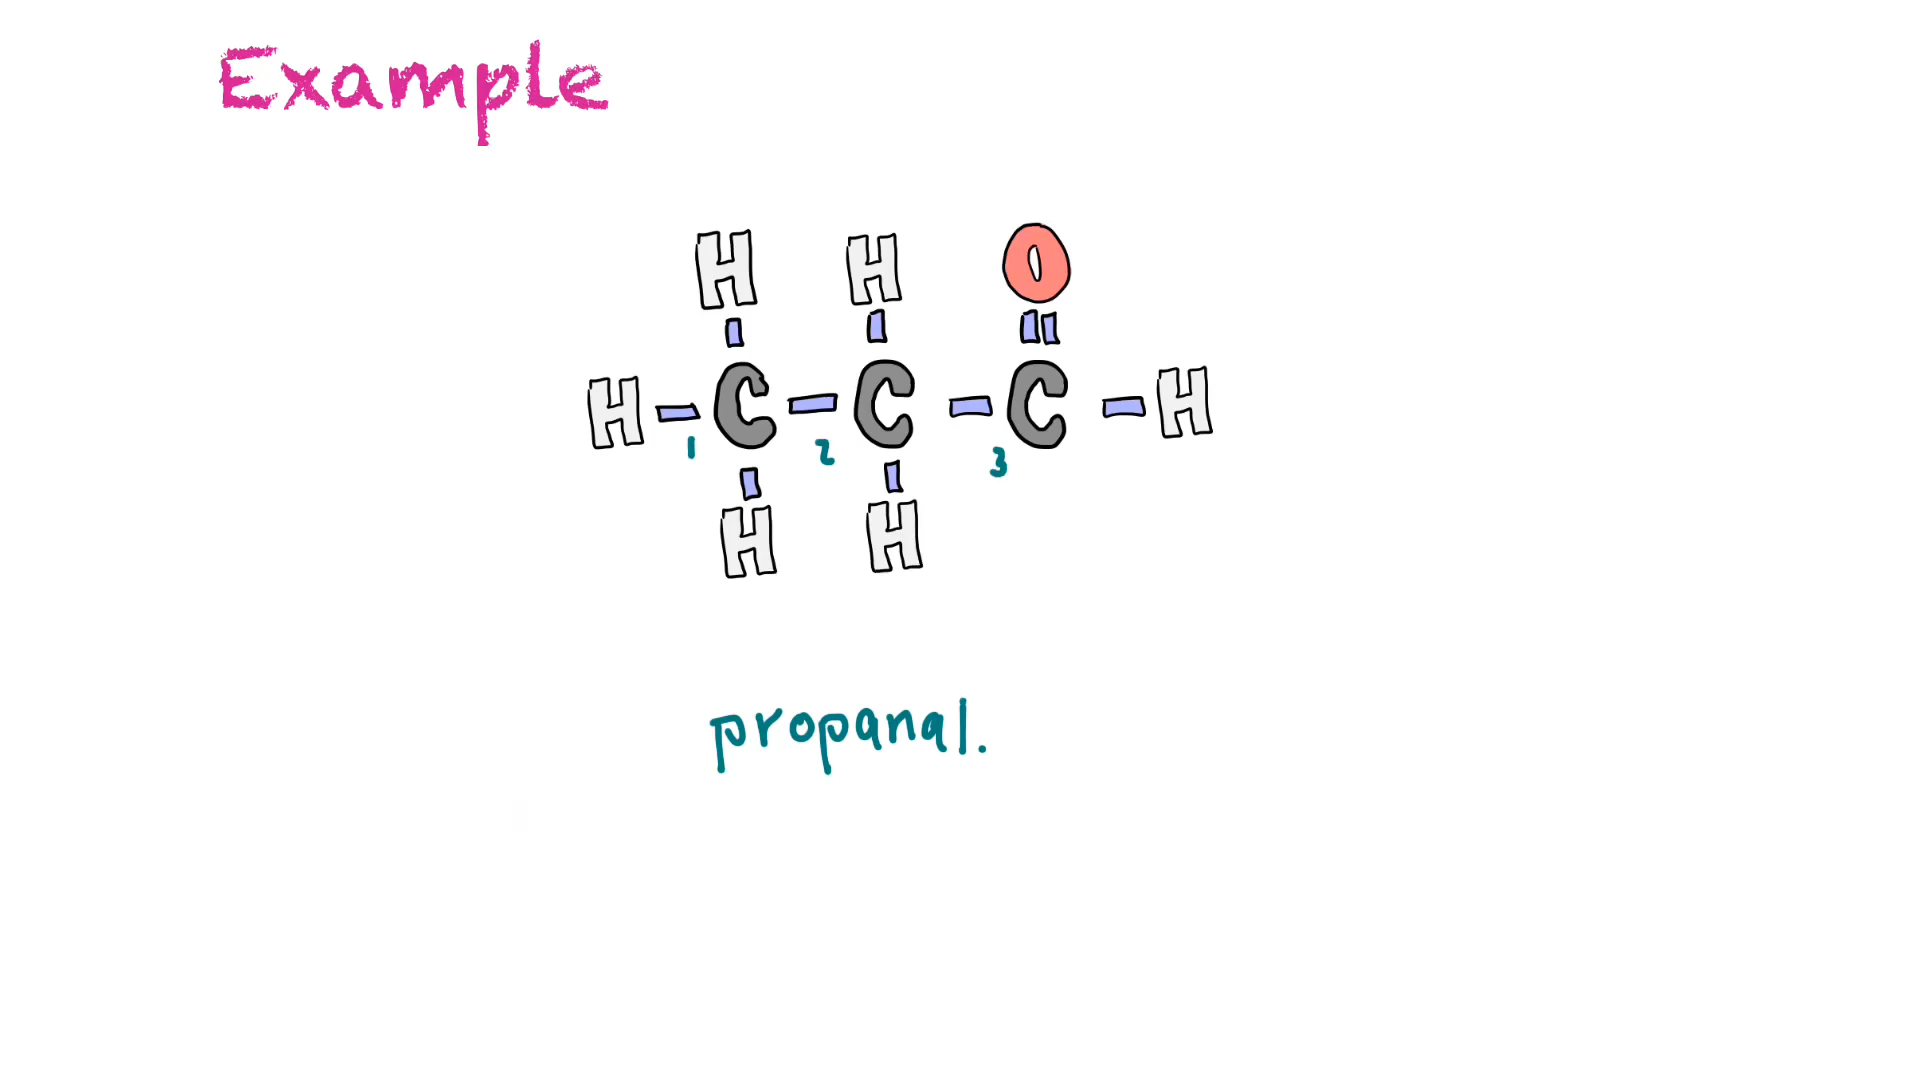 Example
H H O
H - C - C - C - H
1 2 3
H H
propanal.